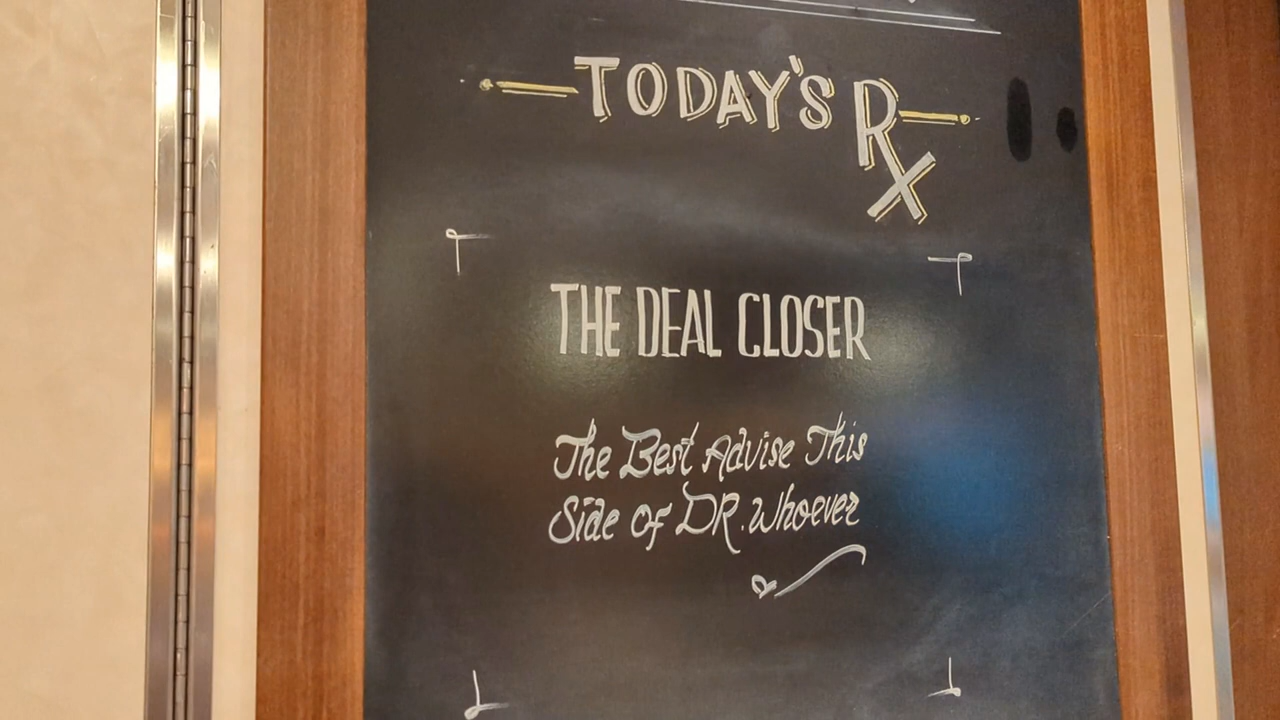 TODAY'S Rx
THE DEAL CLOSER
The Best Advise This
Side of DR. Whoever